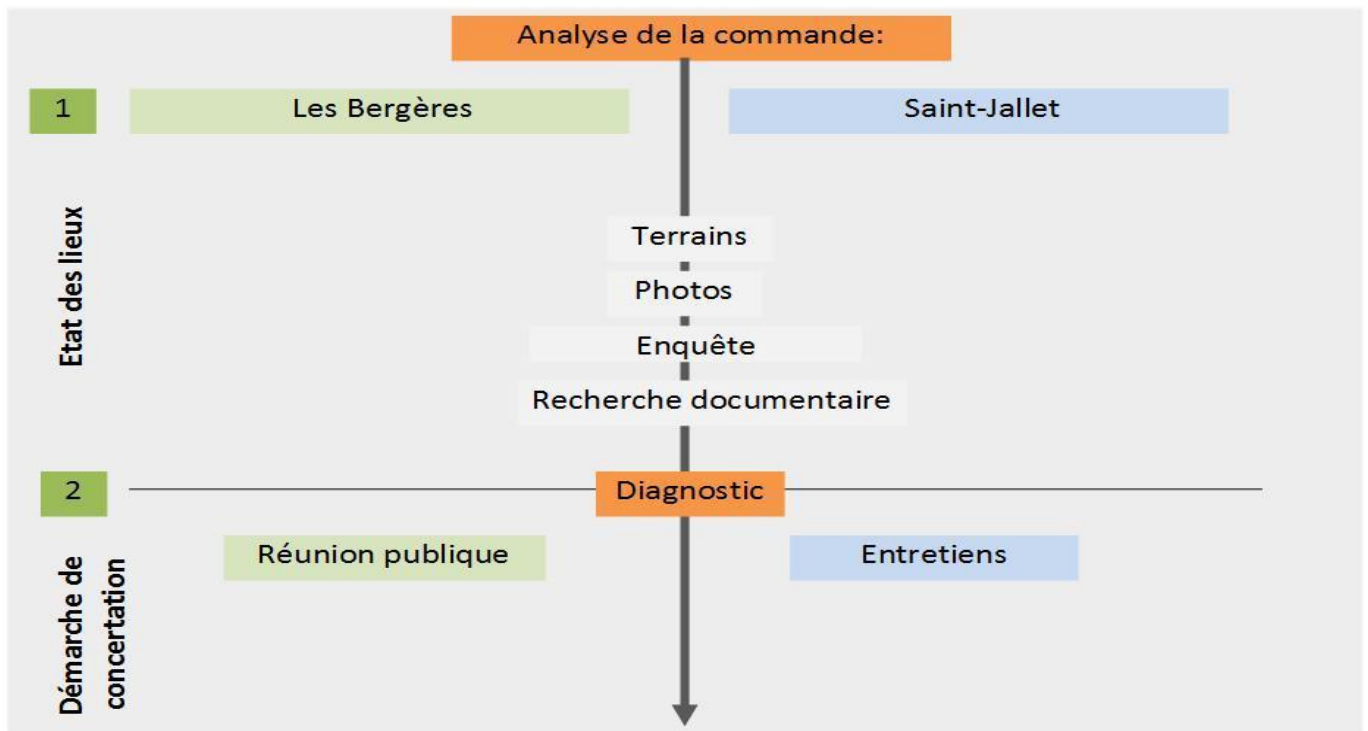 Analyse de la commande:
1
Les Bergères
Saint-Jallet
Etat des lieux
Terrains
Photos
Enquête
Recherche documentaire
2
Diagnostic
Démarche de
concertation
Réunion publique
Entretiens